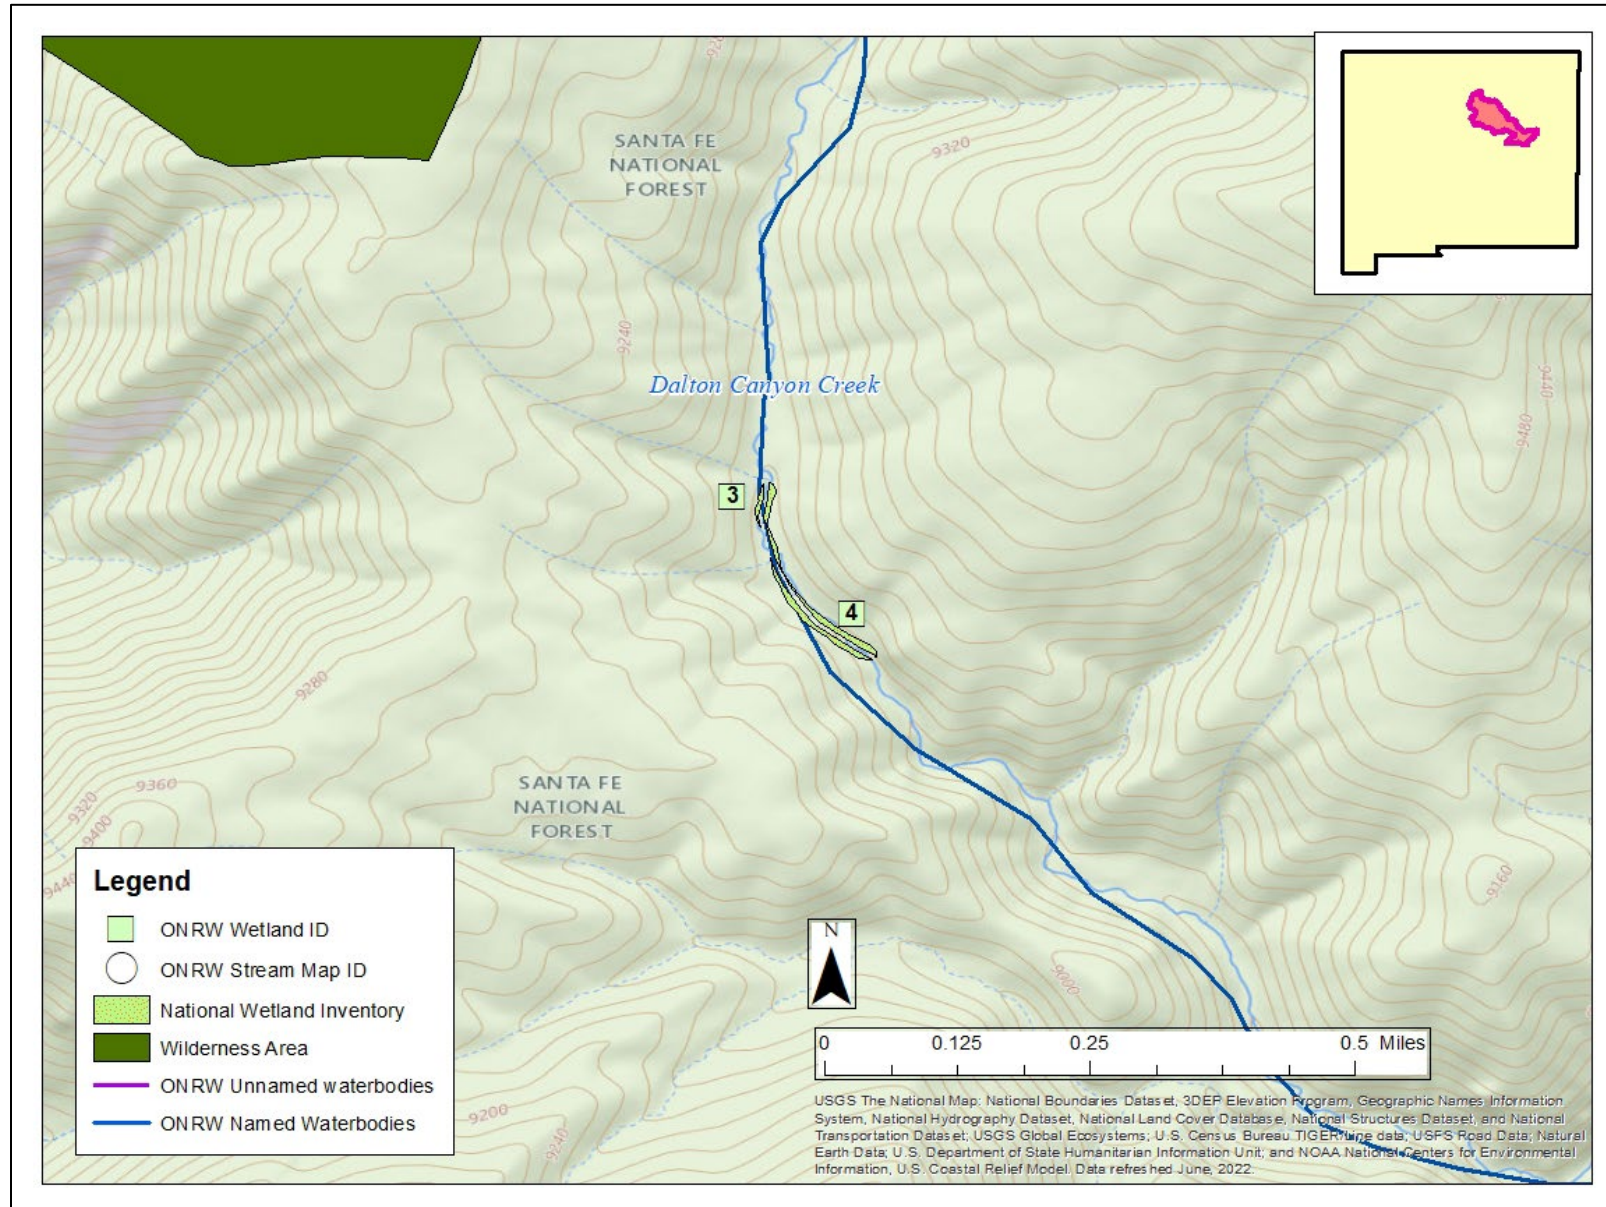 9280
SANTA FE
NATIONAL
FOREST
9320
9240
Dalton Canyon Creek
9440
9480
3
4
9280
SANTA FE
NATIONAL
FOREST
9360
9320
9400
9440
9160
9000
9200
9240
Legend
ONRW Wetland ID
ONRW Stream Map ID
National Wetland Inventory
Wilderness Area
ONRW Unnamed waterbodies
ONRW Named Waterbodies
N
0 0.125 0.25 0.5 Miles
USGS The National Map: National Boundaries Dataset, 3DEP Elevation Program, Geographic Names Information
System, National Hydrography Dataset, National Land Cover Database, National Structures Dataset, and National
Transportation Dataset; USGS Global Ecosystems; U.S. Census Bureau TIGER/Line data; USFS Road Data; Natural
Earth Data; U.S. Department of State Humanitarian Information Unit; and NOAA National Centers for Environmental
Information, U.S. Coastal Relief Model. Data refreshed June, 2022.